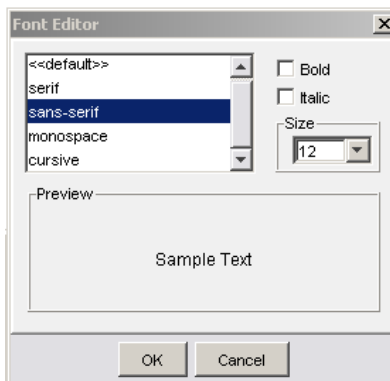 Font Editor
<<default>>
serif
sans-serif
monospace
cursive
Bold
Italic
Size
12
Preview
Sample Text
OK
Cancel